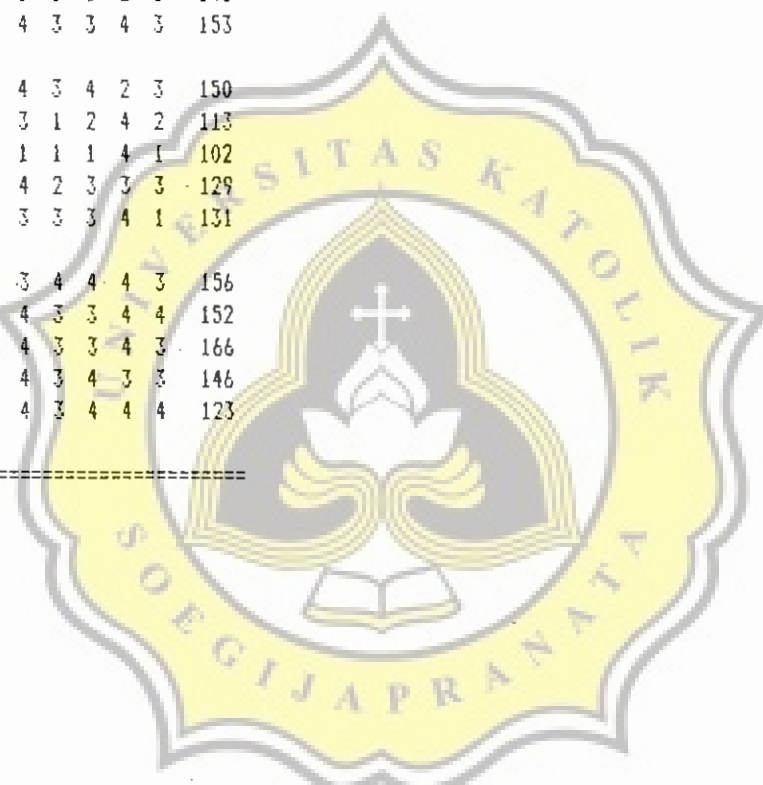 4 3 3 4 3 153
4 3 4 2 3 150
3 1 2 4 2 113
1 1 1 4 1 102
4 2 3 3 3 129
3 3 3 4 1 131
3 4 4 4 3 156
4 3 3 4 4 152
4 3 3 4 3 166
4 3 4 3 3 146
4 3 4 4 4 123
=====================
UNIVERSITAS KATOLIK
SOEGIJAPRANATA